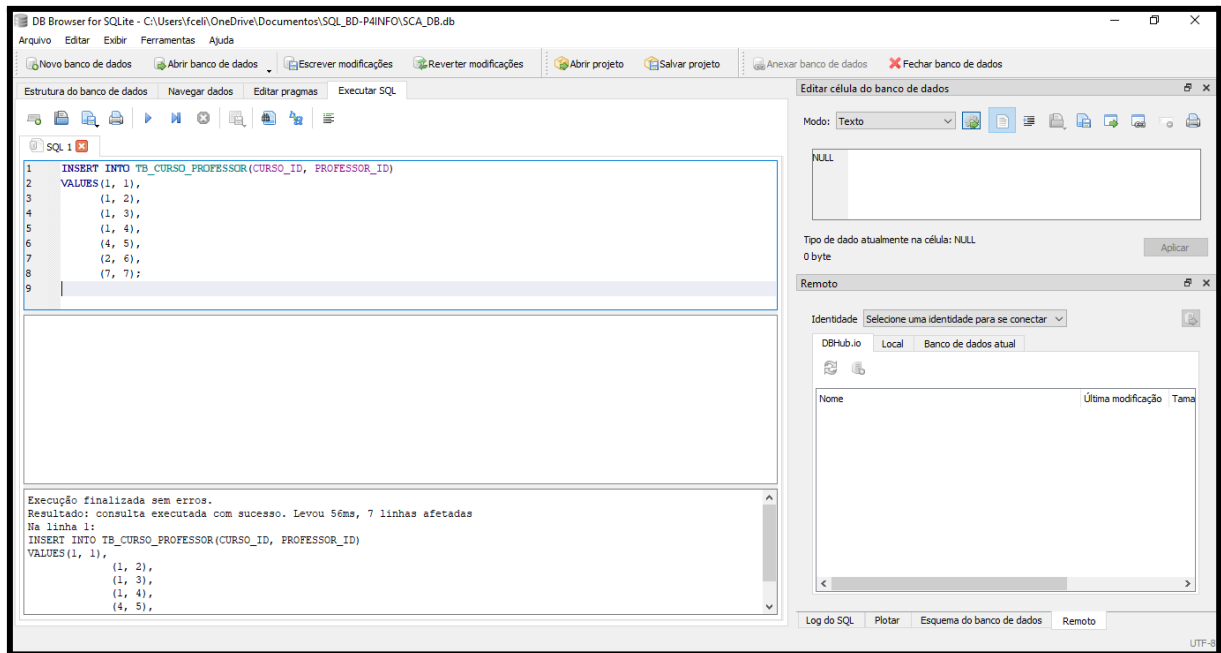 DB Browser for SQLite - C:\Users\fceli\OneDrive\Documentos\SQL_BD-P4INFO\SCA_DB.db
Arquivo Editar Exibir Ferramentas Ajuda
Novo banco de dados Abrir banco de dados Escrever modificações Reverter modificações Abrir projeto Salvar projeto Anexar banco de dados Fechar banco de dados
Estrutura do banco de dados Navegar dados Editar pragmas Executar SQL
SQL 1
1 INSERT INTO TB_CURSO_PROFESSOR(CURSO_ID, PROFESSOR_ID)
2 VALUES(1, 1),
3 (1, 2),
4 (1, 3),
5 (1, 4),
6 (4, 5),
7 (2, 6),
8 (7, 7);
9
Execução finalizada sem erros.
Resultado: consulta executada com sucesso. Levou 56ms, 7 linhas afetadas
Na linha 1:
INSERT INTO TB_CURSO_PROFESSOR(CURSO_ID, PROFESSOR_ID)
VALUES(1, 1),
(1, 2),
(1, 3),
(1, 4),
(4, 5),
Editar célula do banco de dados
Modo: Texto
NULL
Tipo de dado atualmente na célula: NULL
0 byte
Aplicar
Remoto
Identidade Selecione uma identidade para se conectar
DBHub.io Local Banco de dados atual
Nome Última modificação Tama
Log do SQL Plotar Esquema do banco de dados Remoto
UTF-8